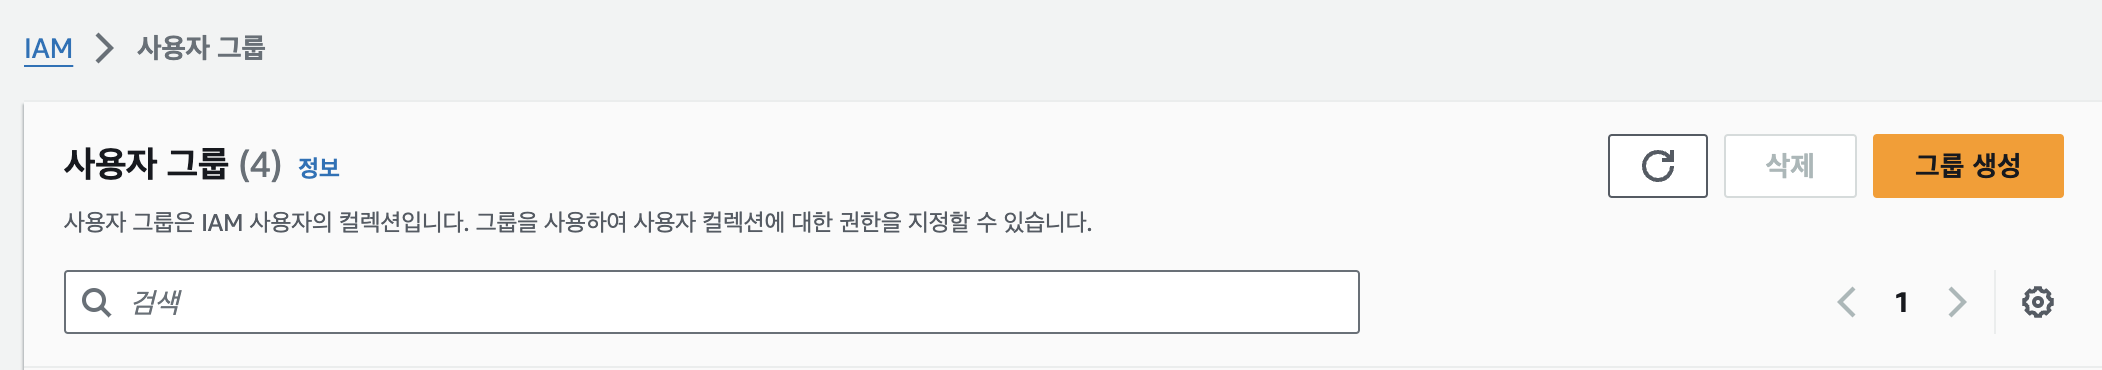 IAM > 사용자 그룹
사용자 그룹 (4) 정보
삭제
그룹 생성
사용자 그룹은 IAM 사용자의 컬렉션입니다. 그룹을 사용하여 사용자 컬렉션에 대한 권한을 지정할 수 있습니다.
검색
1